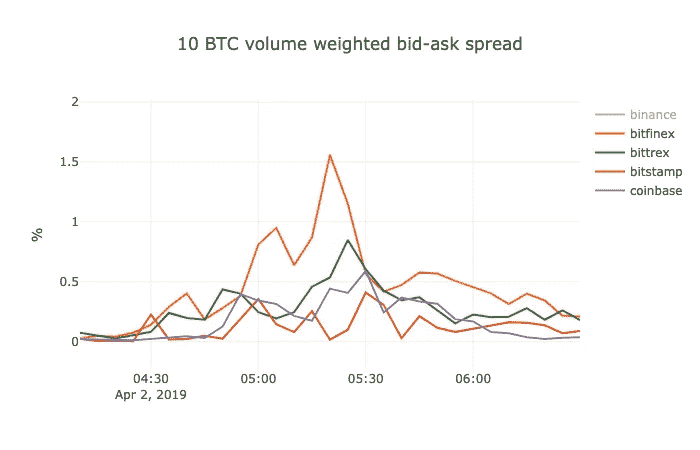 10 BTC volume weighted bid-ask spread
2
1.5
1
0.5
0
%
04:30
05:00
05:30
06:00
Apr 2, 2019
binance
bitfinex
bittrex
bitstamp
coinbase